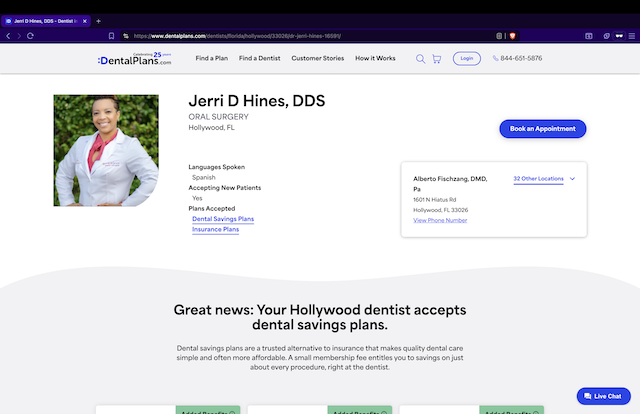 Jerri D Hines, DDS – Dentist in
https://www.dentalplans.com/dentists/florida/hollywood/33026/dr-jerri-hines-16591/
Celebrating 25 years
:DentalPlans.com
Find a Plan
Find a Dentist
Customer Stories
How it Works
Login
844-651-5876
Jerri D Hines, DDS
ORAL SURGERY
Hollywood, FL
Book an Appointment
Languages Spoken
Spanish
Accepting New Patients
Yes
Plans Accepted
Dental Savings Plans
Insurance Plans
Alberto Fischzang, DMD,
Pa
32 Other Locations
1601 N Hiatus Rd
Hollywood, FL 33026
View Phone Number
Great news: Your Hollywood dentist accepts
dental savings plans.
Dental savings plans are a trusted alternative to insurance that makes quality dental care
simple and often more affordable. A small membership fee entitles you to savings on just
about every procedure, right at the dentist.
Live Chat
Added Benefits
Added Benefits
Added Benefits